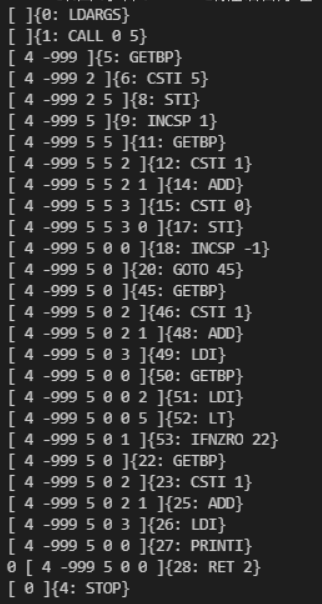 [ ]{0: LDARGS}
[ ]{1: CALL 0 5}
[ 4 -999 ]{5: GETBP}
[ 4 -999 2 ]{6: CSTI 5}
[ 4 -999 2 5 ]{8: STI}
[ 4 -999 5 ]{9: INCSP 1}
[ 4 -999 5 5 ]{11: GETBP}
[ 4 -999 5 5 2 ]{12: CSTI 1}
[ 4 -999 5 5 2 1 ]{14: ADD}
[ 4 -999 5 5 3 ]{15: CSTI 0}
[ 4 -999 5 5 3 0 ]{17: STI}
[ 4 -999 5 0 0 ]{18: INCSP -1}
[ 4 -999 5 0 ]{20: GOTO 45}
[ 4 -999 5 0 ]{45: GETBP}
[ 4 -999 5 0 2 ]{46: CSTI 1}
[ 4 -999 5 0 2 1 ]{48: ADD}
[ 4 -999 5 0 3 ]{49: LDI}
[ 4 -999 5 0 0 ]{50: GETBP}
[ 4 -999 5 0 0 2 ]{51: LDI}
[ 4 -999 5 0 0 5 ]{52: LT}
[ 4 -999 5 0 1 ]{53: IFNZRO 22}
[ 4 -999 5 0 ]{22: GETBP}
[ 4 -999 5 0 2 ]{23: CSTI 1}
[ 4 -999 5 0 2 1 ]{25: ADD}
[ 4 -999 5 0 3 ]{26: LDI}
[ 4 -999 5 0 0 ]{27: PRINTI}
0 [ 4 -999 5 0 0 ]{28: RET 2}
[ 0 ]{4: STOP}